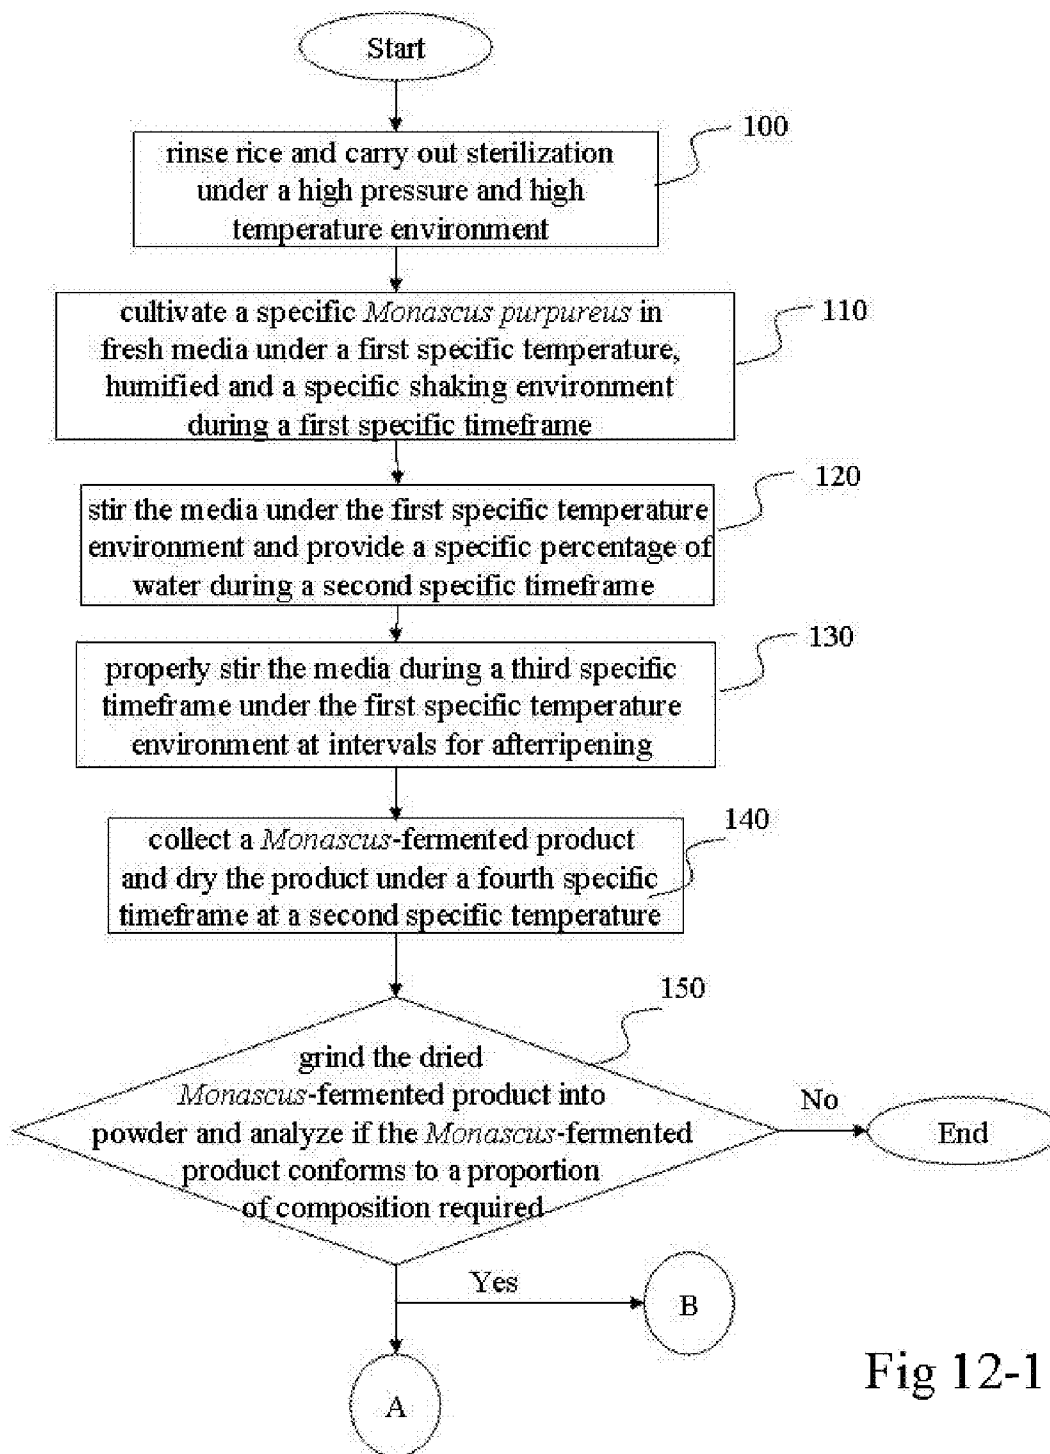 Start
100
rinse rice and carry out sterilization
under a high pressure and high
temperature environment
110
cultivate a specific Monascus purpureus in
fresh media under a first specific temperature,
humified and a specific shaking environment
during a first specific timeframe
120
stir the media under the first specific temperature
environment and provide a specific percentage of
water during a second specific timeframe
130
properly stir the media during a third specific
timeframe under the first specific temperature
environment at intervals for afterripening
140
collect a Monascus-fermented product
and dry the product under a fourth specific
timeframe at a second specific temperature
150
grind the dried
Monascus-fermented product into
powder and analyze if the Monascus-fermented
product conforms to a proportion
of composition required
No
End
Yes
B
A
Fig 12-1